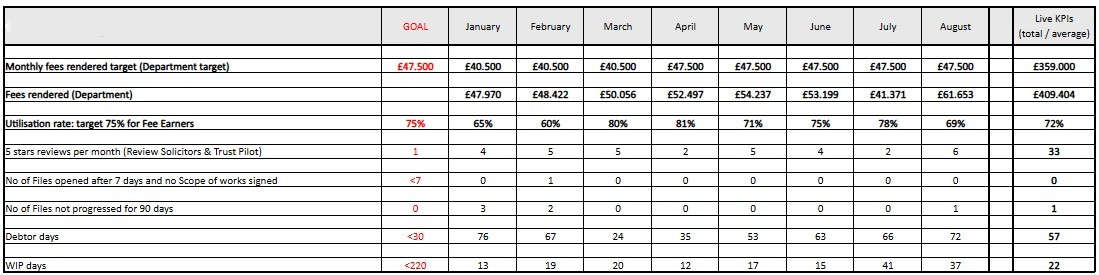 GOAL January February March April May June July August Live KPIs
(total / average)
Monthly fees rendered target (Department target) £47.500 £40.500 £40.500 £40.500 £47.500 £47.500 £47.500 £47.500 £47.500 £359.000
Fees rendered (Department) £47.970 £48.422 £50.056 £52.497 £54.237 £53.199 £41.371 £61.653 £409.404
Utilisation rate: target 75% for Fee Earners 75% 65% 60% 80% 81% 71% 75% 78% 69% 72%
5 stars reviews per month (Review Solicitors & Trust Pilot) 1 4 5 5 2 5 4 2 6 33
No of Files opened after 7 days and no Scope of works signed <7 0 1 0 0 0 0 0 0 0
No of Files not progressed for 90 days 0 3 2 0 0 0 0 0 1 1
Debtor days <30 76 67 24 35 53 63 66 72 57
WIP days <220 13 19 20 12 17 15 41 37 22